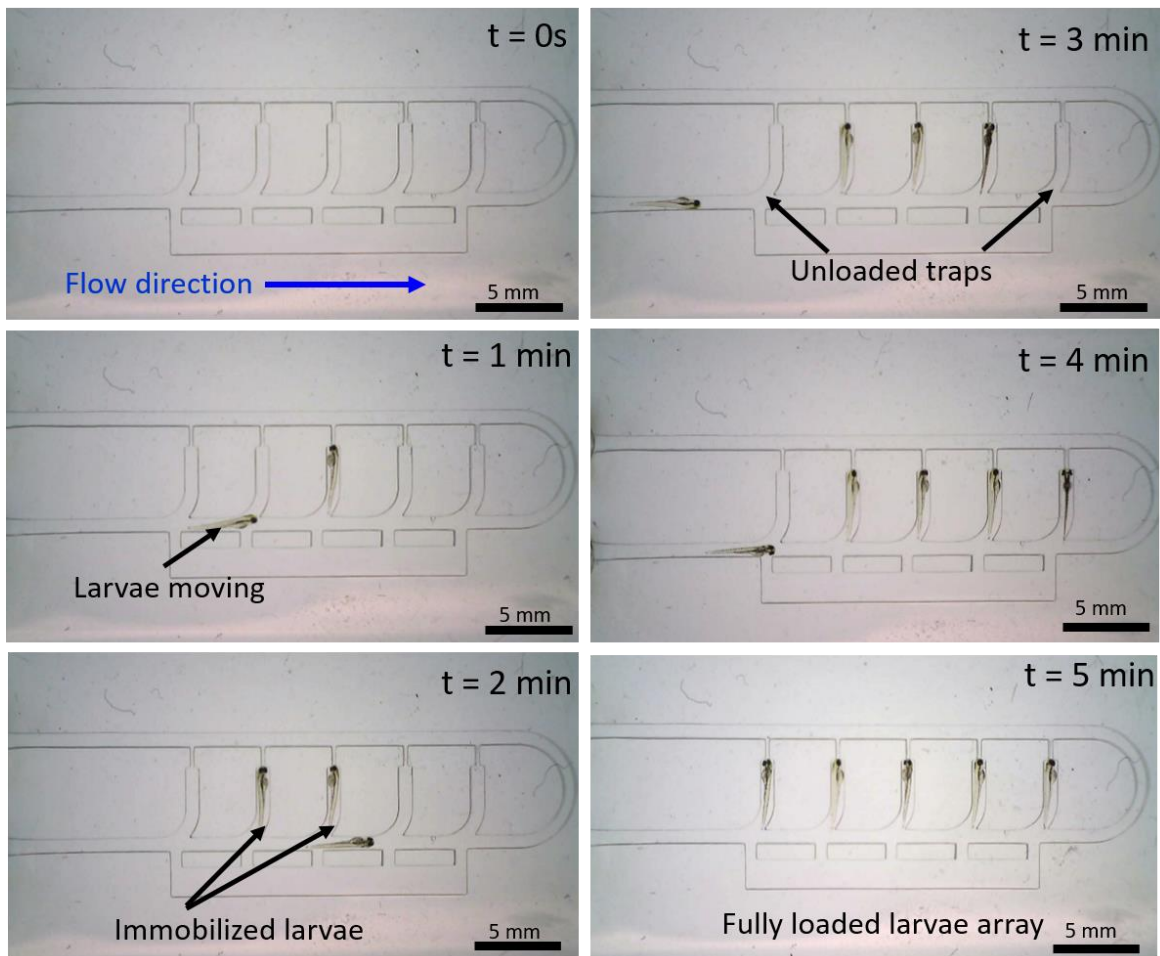 t = 0s
Flow direction
5 mm
t = 1 min
Larvae moving
5 mm
t = 2 min
Immobilized larvae
5 mm
t = 3 min
Unloaded traps
5 mm
t = 4 min
5 mm
t = 5 min
Fully loaded larvae array
5 mm